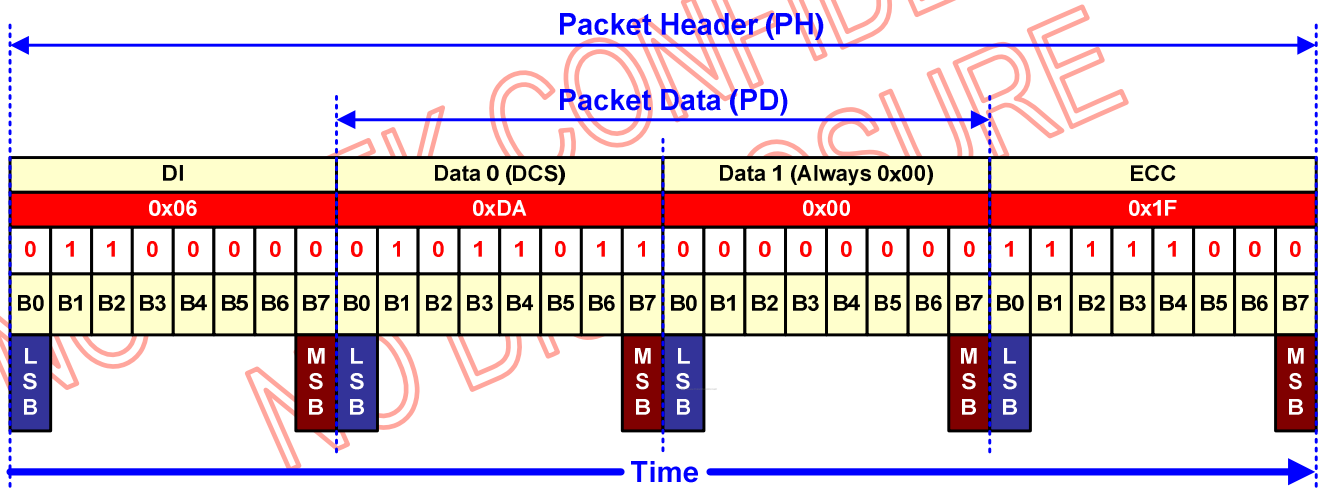 Packet Header (PH)
Packet Data (PD)
DI Data 0 (DCS) Data 1 (Always 0x00) ECC
0x06 0xDA 0x00 0x1F
0 1 1 0 0 0 0 0 0 1 0 1 1 0 1 1 0 0 0 0 0 0 0 0 1 1 1 1 1 0 0 0
B0 B1 B2 B3 B4 B5 B6 B7 B0 B1 B2 B3 B4 B5 B6 B7 B0 B1 B2 B3 B4 B5 B6 B7 B0 B1 B2 B3 B4 B5 B6 B7
LSB MSB LSB MSB LSB MSB LSB MSB
Time